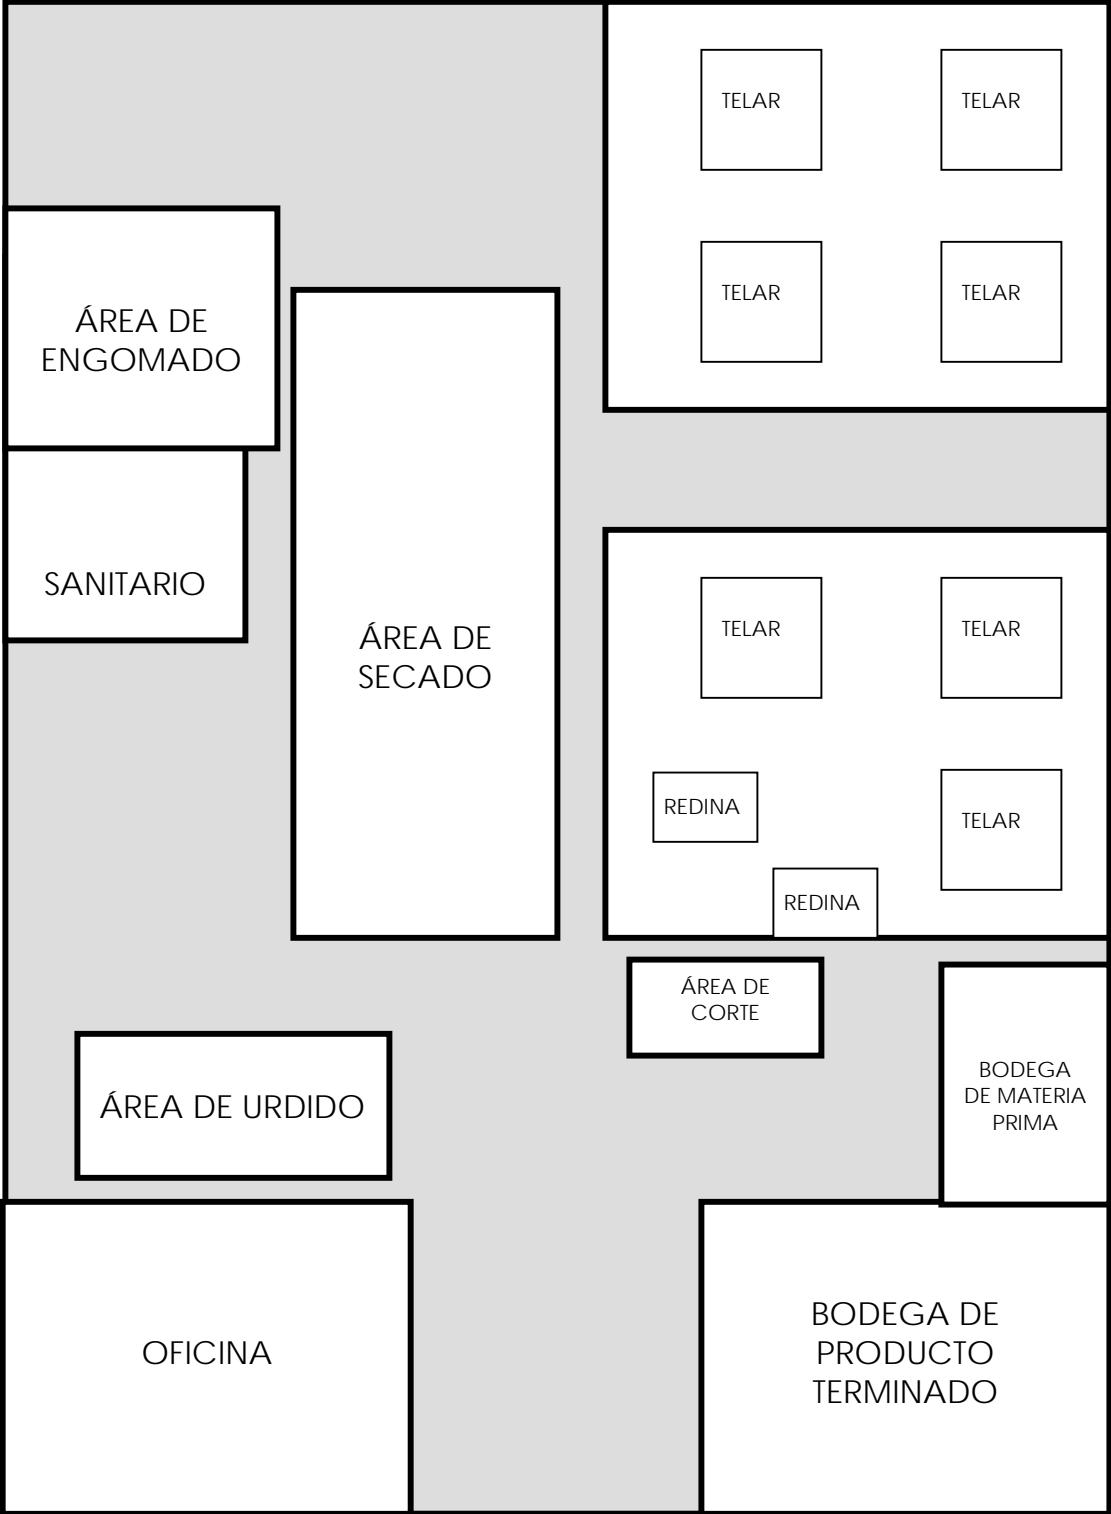 TELAR
TELAR
TELAR
TELAR
ÁREA DE
ENGOMADO
SANITARIO
ÁREA DE
SECADO
TELAR
TELAR
REDINA
TELAR
REDINA
ÁREA DE
CORTE
BODEGA
DE MATERIA
PRIMA
ÁREA DE URDIDO
OFICINA
BODEGA DE
PRODUCTO
TERMINADO